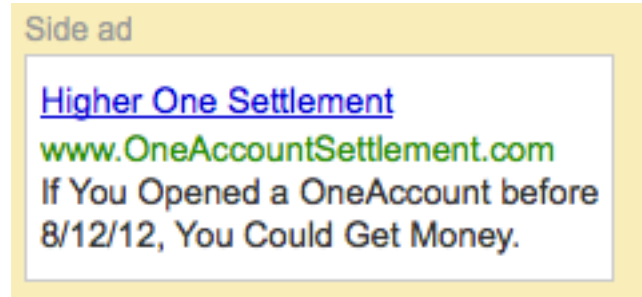 Side ad
Higher One Settlement
www.OneAccountSettlement.com
If You Opened a OneAccount before
8/12/12, You Could Get Money.